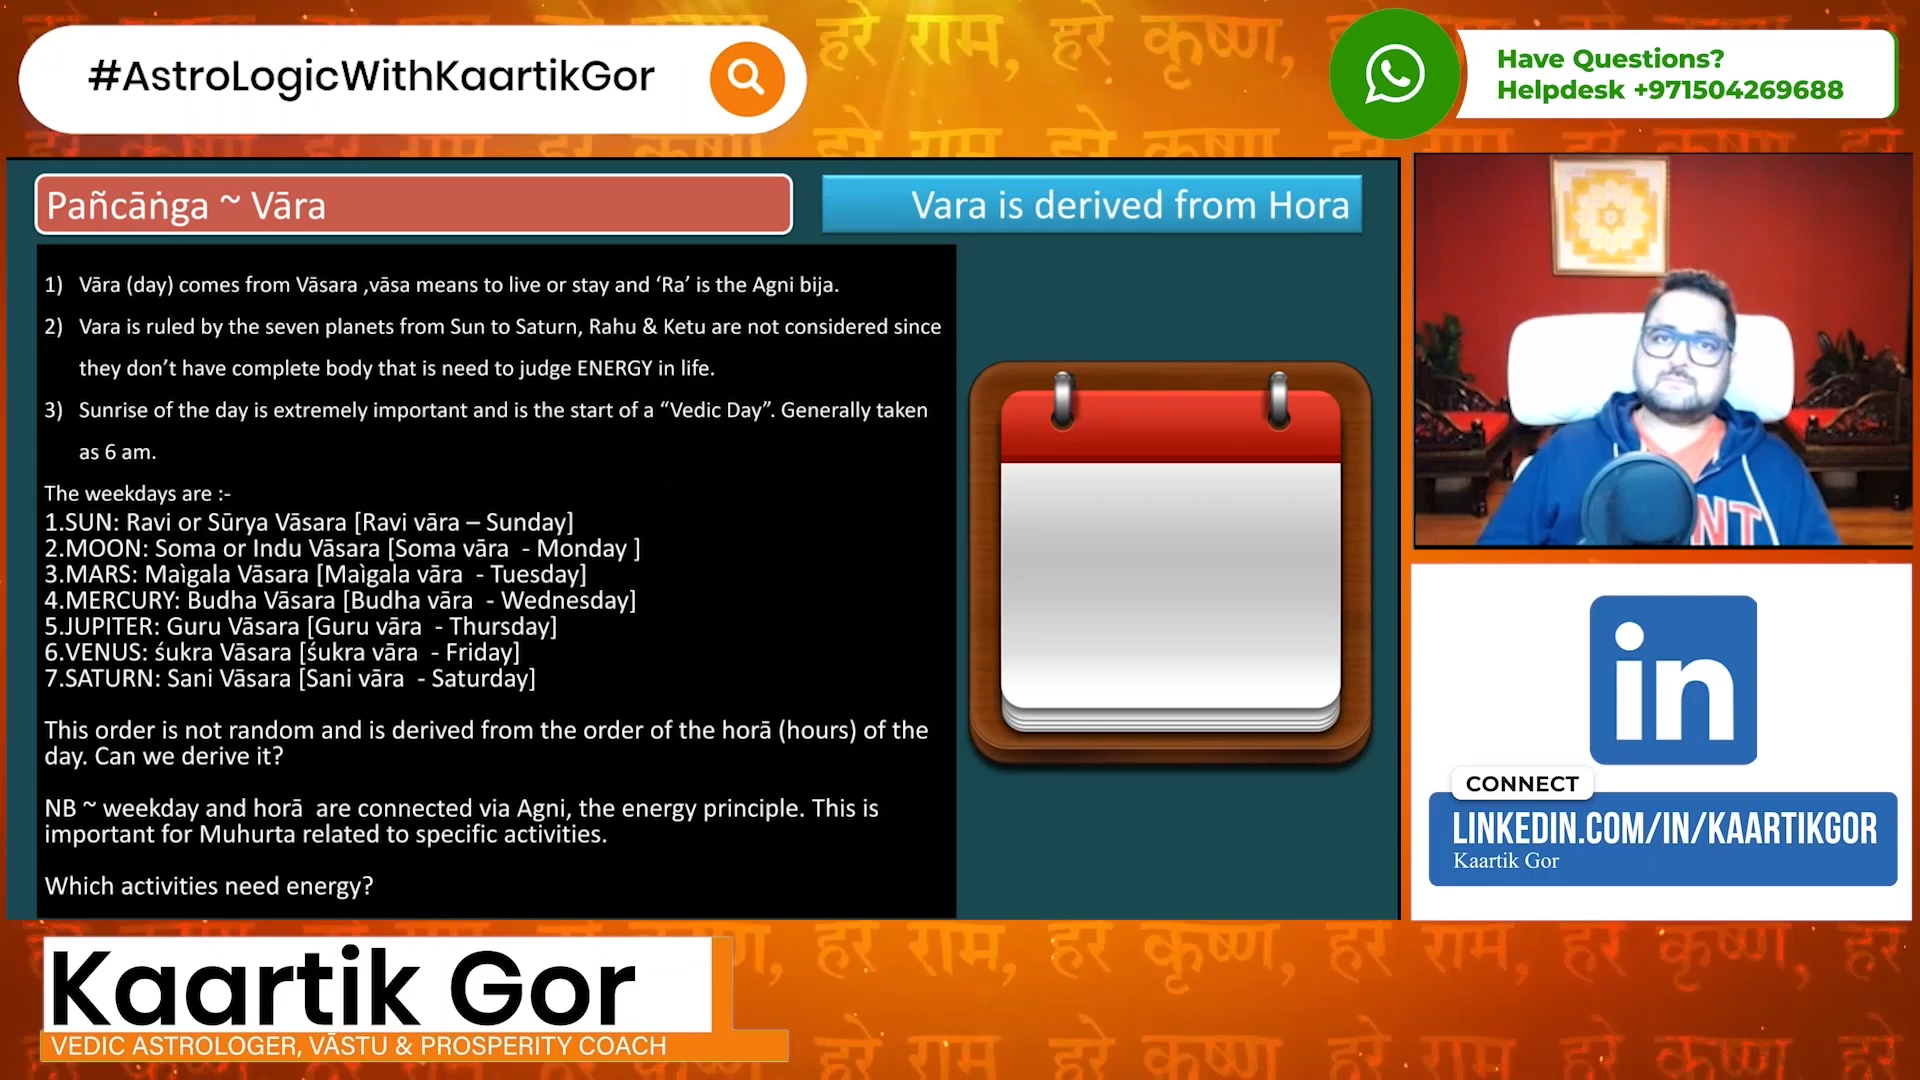 #AstroLogicWithKaartikGor
Have Questions?
Helpdesk +971504269688
हरे राम, हरे कृष्ण,
Pañcāṅga ~ Vāra
Vara is derived from Hora
1) Vāra (day) comes from Vāsara ,vāsa means to live or stay and ‘Ra’ is the Agni bija.
2) Vara is ruled by the seven planets from Sun to Saturn, Rahu & Ketu are not considered since
they don’t have complete body that is need to judge ENERGY in life.
3) Sunrise of the day is extremely important and is the start of a “Vedic Day”. Generally taken
as 6 am.
The weekdays are :-
1.SUN: Ravi or Sūrya Vāsara [Ravi vāra – Sunday]
2.MOON: Soma or Indu Vāsara [Soma vāra - Monday ]
3.MARS: Maìgala Vāsara [Maìgala vāra - Tuesday]
4.MERCURY: Budha Vāsara [Budha vāra - Wednesday]
5.JUPITER: Guru Vāsara [Guru vāra - Thursday]
6.VENUS: śukra Vāsara [śukra vāra - Friday]
7.SATURN: Sani Vāsara [Sani vāra - Saturday]
This order is not random and is derived from the order of the horā (hours) of the
day. Can we derive it?
NB ~ weekday and horā are connected via Agni, the energy principle. This is
important for Muhurta related to specific activities.
Which activities need energy?
NT
in
CONNECT
LINKEDIN.COM/IN/KAARTIKGOR
Kaartik Gor
Kaartik Gor
VEDIC ASTROLOGER, VĀSTU & PROSPERITY COACH
हरे राम, हरे कृष्ण, हरे राम, हरे कृष्ण, हरे